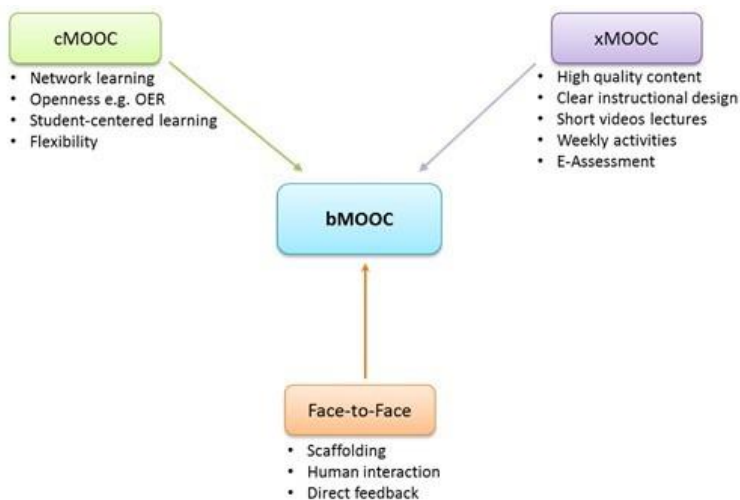 cMOOC
• Network learning
• Openness e.g. OER
• Student-centered learning
• Flexibility
xMOOC
• High quality content
• Clear instructional design
• Short videos lectures
• Weekly activities
• E-Assessment
bMOOC
Face-to-Face
• Scaffolding
• Human interaction
• Direct feedback